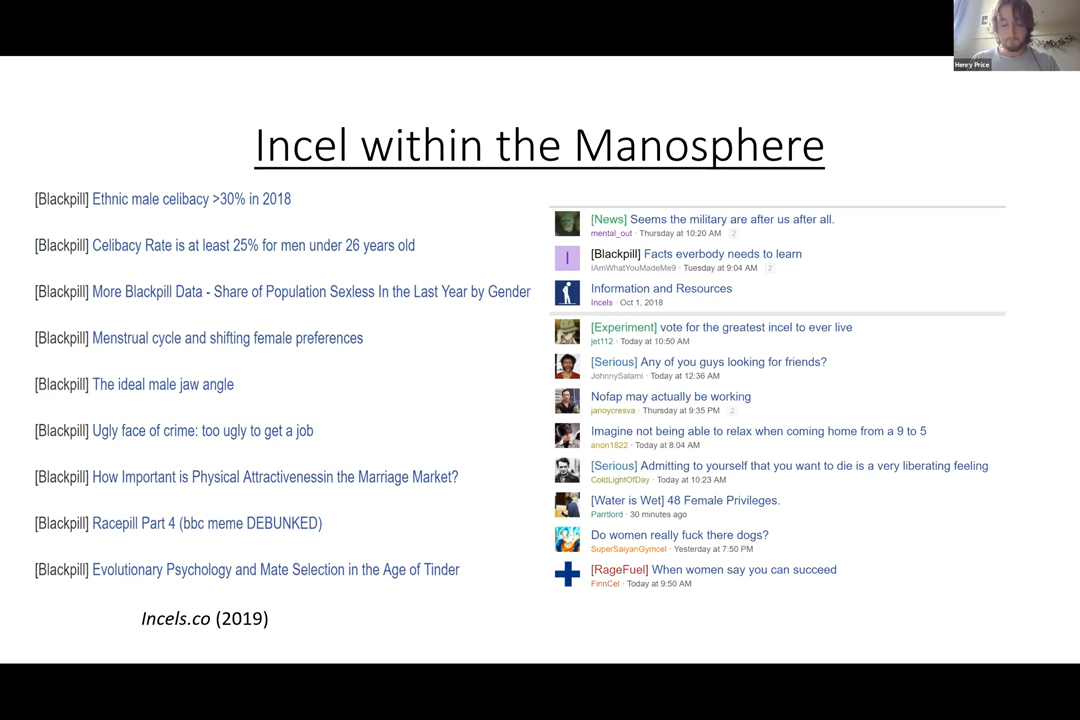 Henry Price
Incel within the Manosphere
[Blackpill] Ethnic male celibacy >30% in 2018
[Blackpill] Celibacy Rate is at least 25% for men under 26 years old
[Blackpill] More Blackpill Data - Share of Population Sexless In the Last Year by Gender
[Blackpill] Menstrual cycle and shifting female preferences
[Blackpill] The ideal male jaw angle
[Blackpill] Ugly face of crime: too ugly to get a job
[Blackpill] How Important is Physical Attractivenessin the Marriage Market?
[Blackpill] Racepill Part 4 (bbc meme DEBUNKED)
[Blackpill] Evolutionary Psychology and Mate Selection in the Age of Tinder
Incels.co (2019)
[News] Seems the military are after us after all.
mental_out · Thursday at 10:20 AM 2
I
[Blackpill] Facts everbody needs to learn
IAmWhatYouMadeMe9 · Tuesday at 9:04 AM 2
Information and Resources
Incels · Oct 1, 2018
[Experiment] vote for the greatest incel to ever live
jet112 · Today at 10:50 AM
[Serious] Any of you guys looking for friends?
JohnnySalami · Today at 12:36 AM
Nofap may actually be working
janoycresva · Thursday at 9:35 PM 2
Imagine not being able to relax when coming home from a 9 to 5
anon1822 · Today at 8:04 AM
[Serious] Admitting to yourself that you want to die is a very liberating feeling
ColdLightOfDay · Today at 10:23 AM
[Water is Wet] 48 Female Privileges.
Parrtlord · 30 minutes ago
Do women really fuck there dogs?
SuperSaiyanGymcel · Yesterday at 7:50 PM
[RageFuel] When women say you can succeed
FinnCel · Today at 9:50 AM